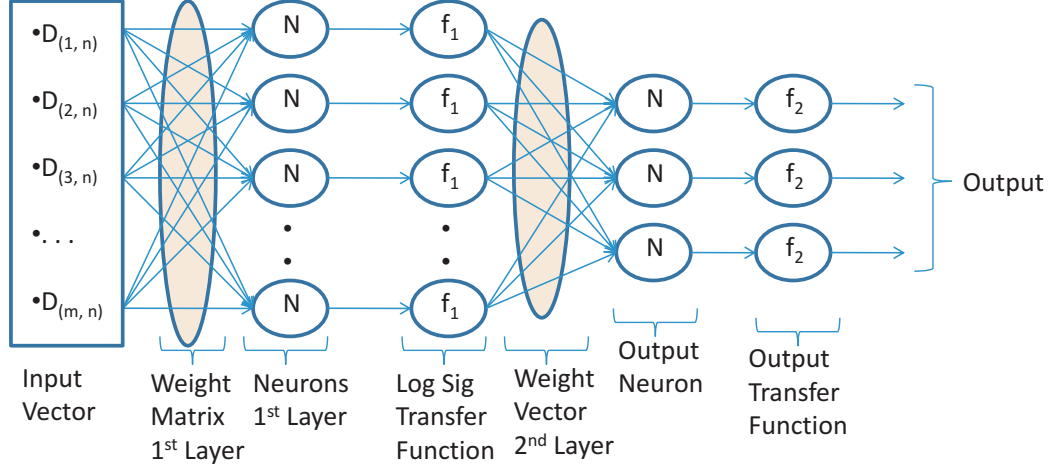 •D(1, n)
•D(2, n)
•D(3, n)
•. . .
•D(m, n)
N
N
N
N
f1
f1
f1
f1
N
N
N
f2
f2
f2
Output
Input
Vector
Weight
Matrix
1st Layer
Neurons
1st Layer
Log Sig
Transfer
Function
Weight
Vector
2nd Layer
Output
Neuron
Output
Transfer
Function